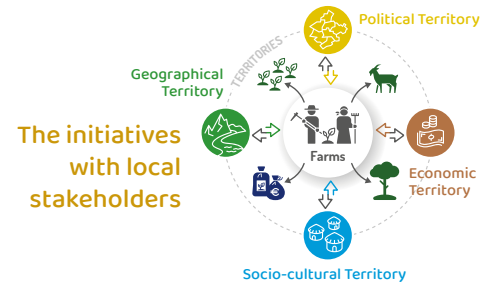 Political Territory
TERRITORIES
Geographical
Territory
The initiatives
with local
stakeholders
Farms
Economic
Territory
€
Socio-cultural Territory